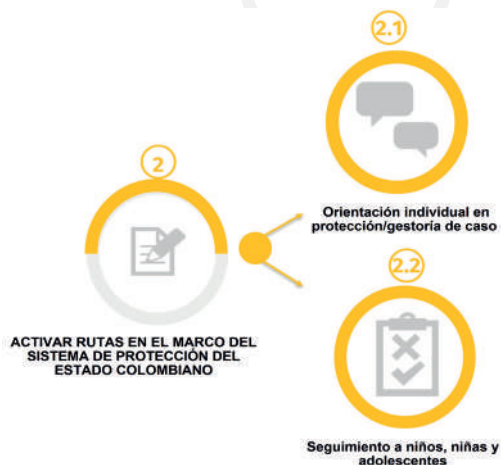 2.1
Orientación individual en
protección/gestoría de caso
2
ACTIVAR RUTAS EN EL MARCO DEL
SISTEMA DE PROTECCIÓN DEL
ESTADO COLOMBIANO
2.2
Seguimiento a niños, niñas y
adolescentes